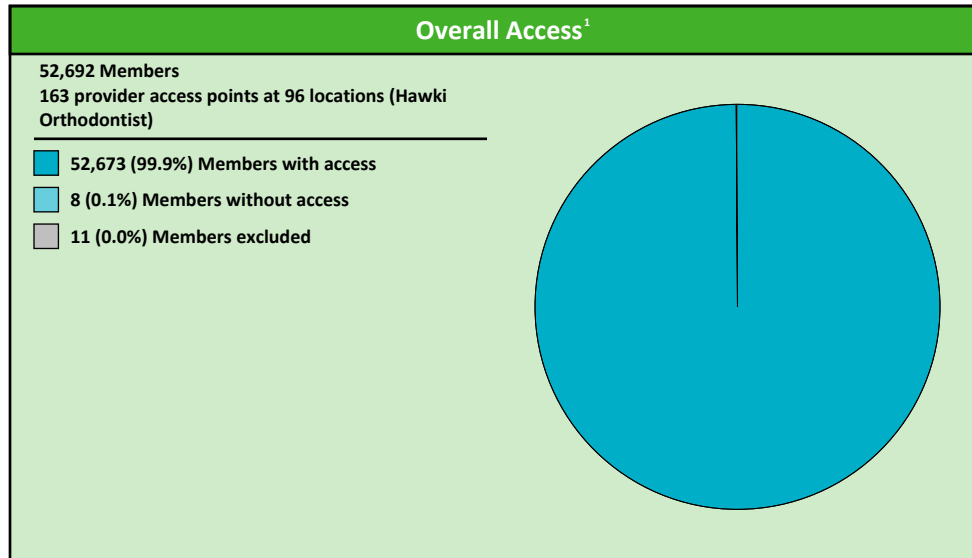 Overall Access1
52,692 Members
163 provider access points at 96 locations (Hawki
Orthodontist)
52,673 (99.9%) Members with access
8 (0.1%) Members without access
11 (0.0%) Members excluded